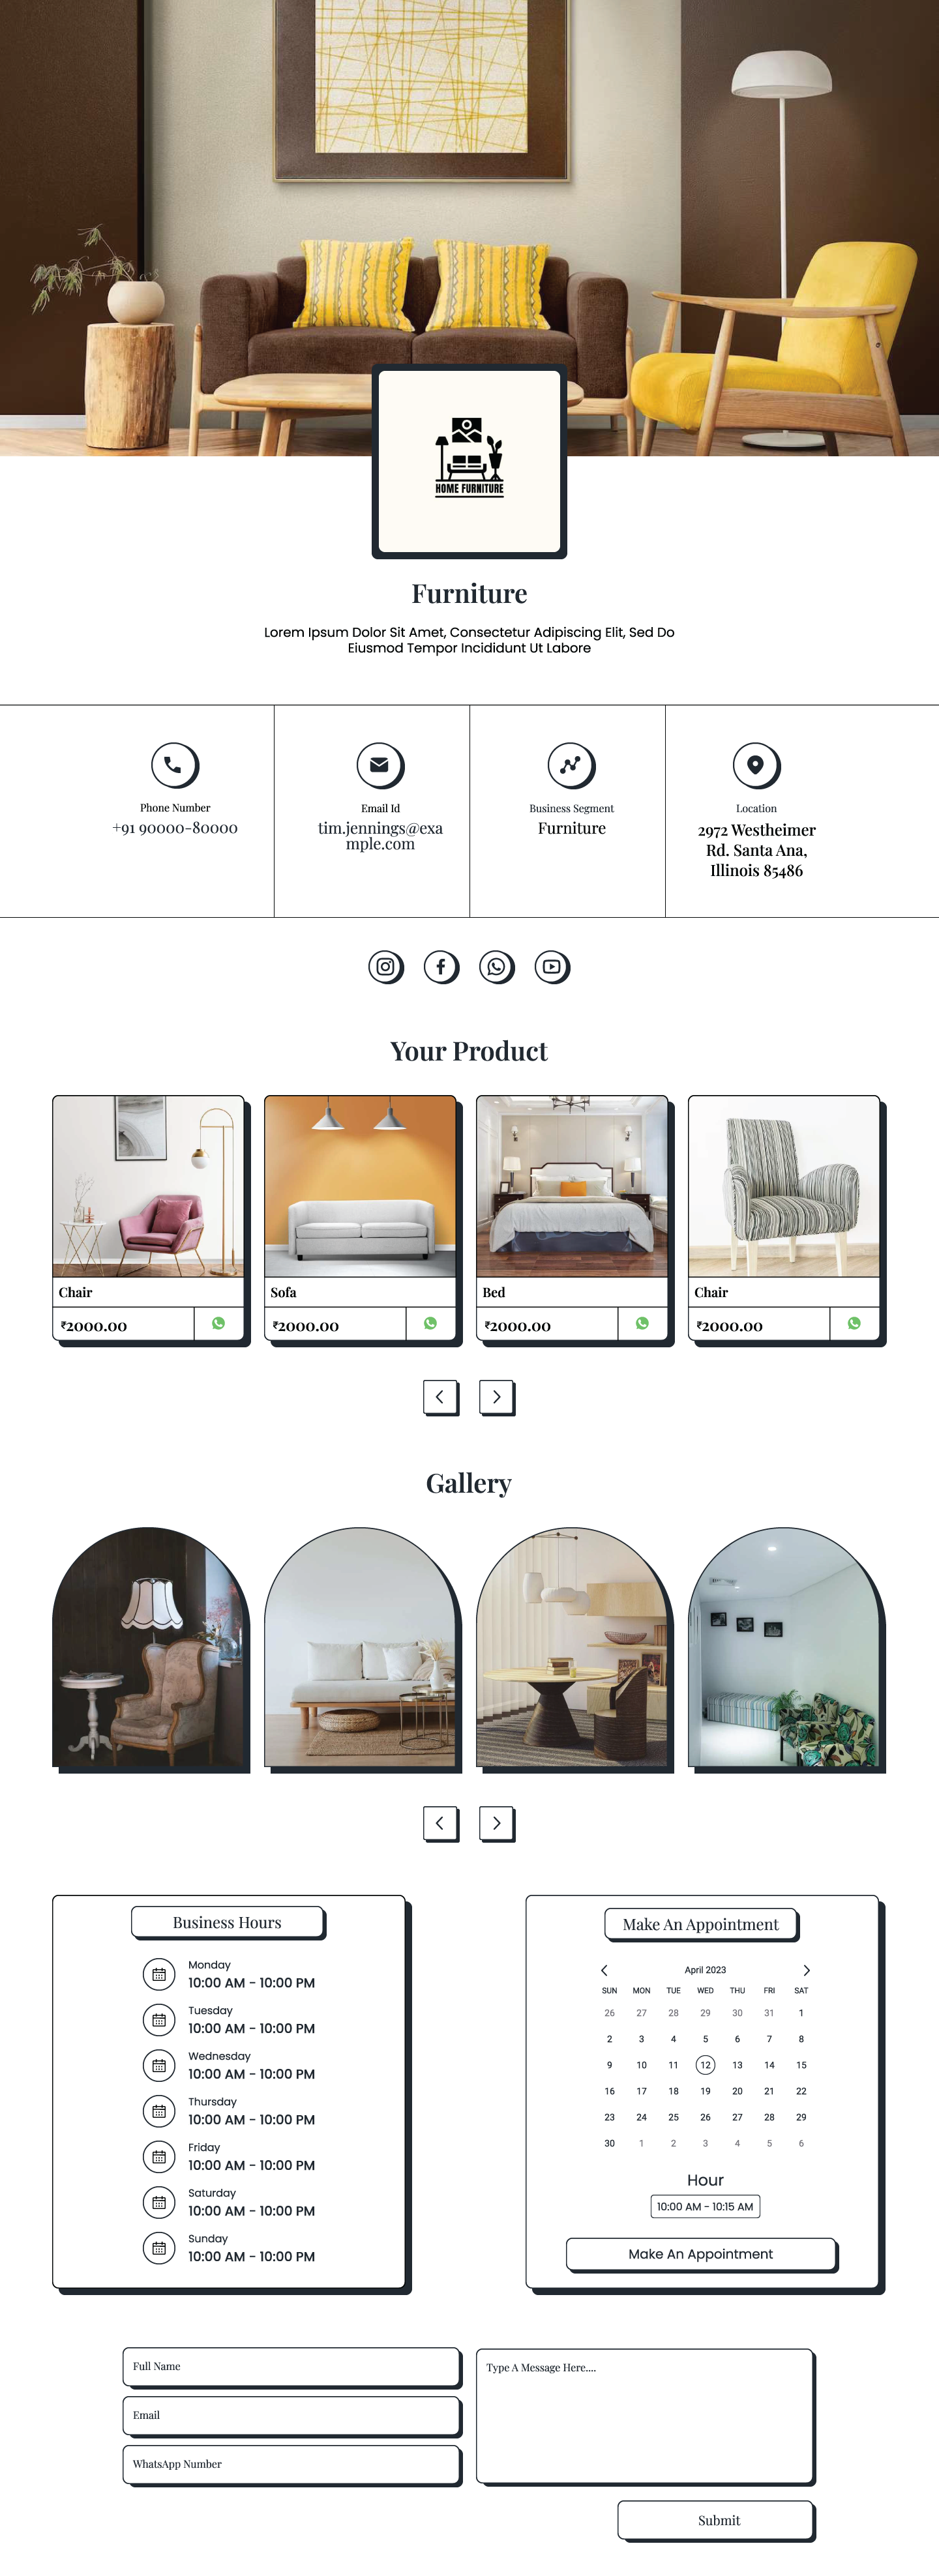 HOME FURNITURE
Furniture
Lorem Ipsum Dolor Sit Amet, Consectetur Adipiscing Elit, Sed Do
Eiusmod Tempor Incididunt Ut Labore
Phone Number
+91 90000-80000
Email Id
tim.jennings@exa
mple.com
Business Segment
Furniture
Location
2972 Westheimer
Rd. Santa Ana,
Illinois 85486
Your Product
Chair
₹2000.00
Sofa
₹2000.00
Bed
₹2000.00
Chair
₹2000.00
Gallery
Business Hours
Monday
10:00 AM - 10:00 PM
Tuesday
10:00 AM - 10:00 PM
Wednesday
10:00 AM - 10:00 PM
Thursday
10:00 AM - 10:00 PM
Friday
10:00 AM - 10:00 PM
Saturday
10:00 AM - 10:00 PM
Sunday
10:00 AM - 10:00 PM
Make An Appointment
April 2023
SUN MON TUE WED THU FRI SAT
26 27 28 29 30 31 1
2 3 4 5 6 7 8
9 10 11 12 13 14 15
16 17 18 19 20 21 22
23 24 25 26 27 28 29
30 1 2 3 4 5 6
Hour
10:00 AM - 10:15 AM
Make An Appointment
Full Name
Email
WhatsApp Number
Type A Message Here....
Submit